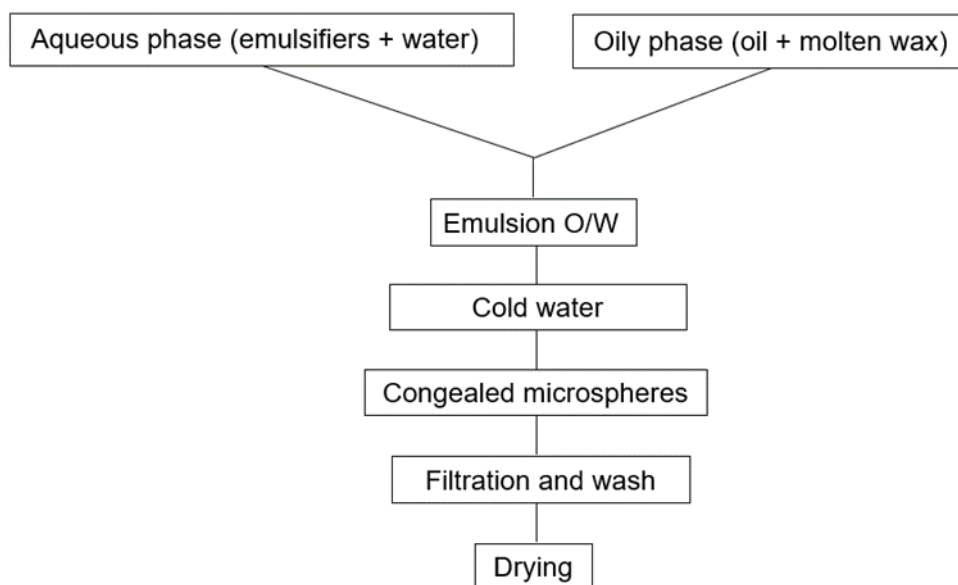 Aqueous phase (emulsifiers + water)
Oily phase (oil + molten wax)
Emulsion O/W
Cold water
Congealed microspheres
Filtration and wash
Drying